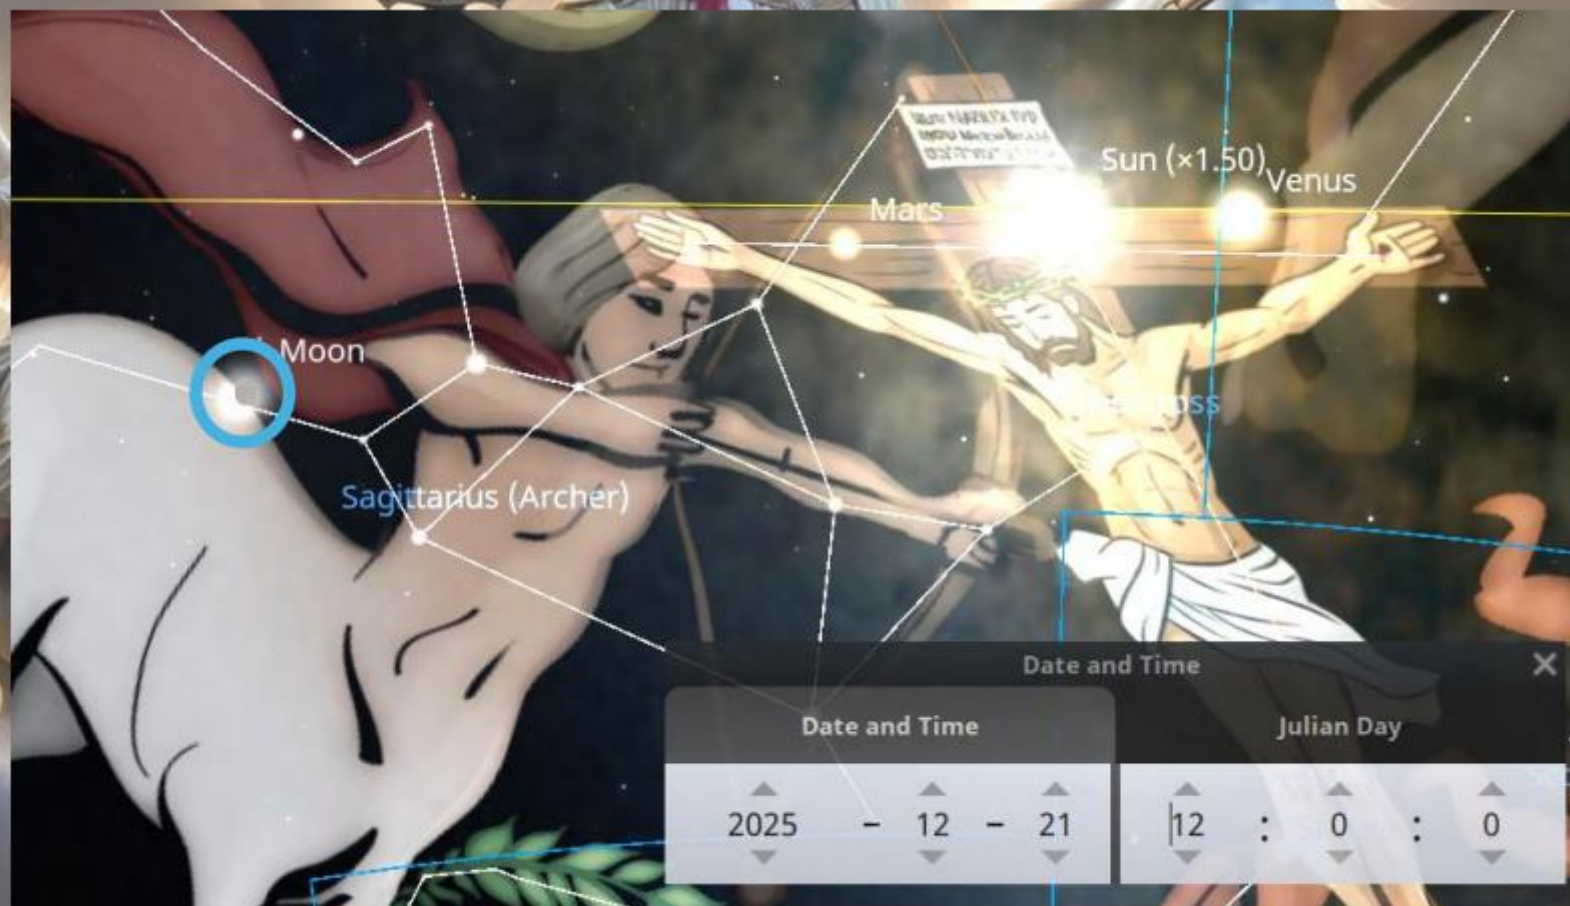 Sun (×1.50)
Venus
Mars
Moon
Sagittarius (Archer)
Date and Time
Date and Time
Julian Day
2025 - 12 - 21
12 : 0 : 0